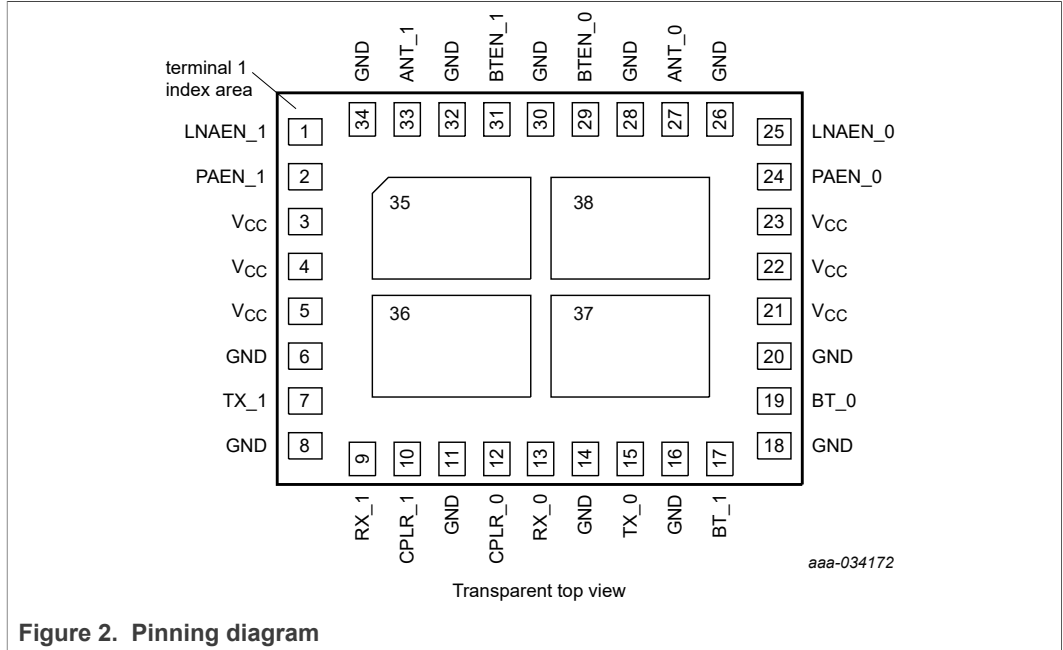 GND ANT_1 GND BTEN_1 GND BTEN_0 GND ANT_0 GND
terminal 1
index area
34 33 32 31 30 29 28 27 26
LNAEN_1 1 25 LNAEN_0
PAEN_1 2 24 PAEN_0
35 38
VCC 3 23 VCC
VCC 4 22 VCC
VCC 5 21 VCC
36 37
GND 6 20 GND
TX_1 7 19 BT_0
GND 8 18 GND
9 10 11 12 13 14 15 16 17
RX_1 CPLR_1 GND CPLR_0 RX_0 GND TX_0 GND BT_1
aaa-034172
Transparent top view
Figure 2. Pinning diagram